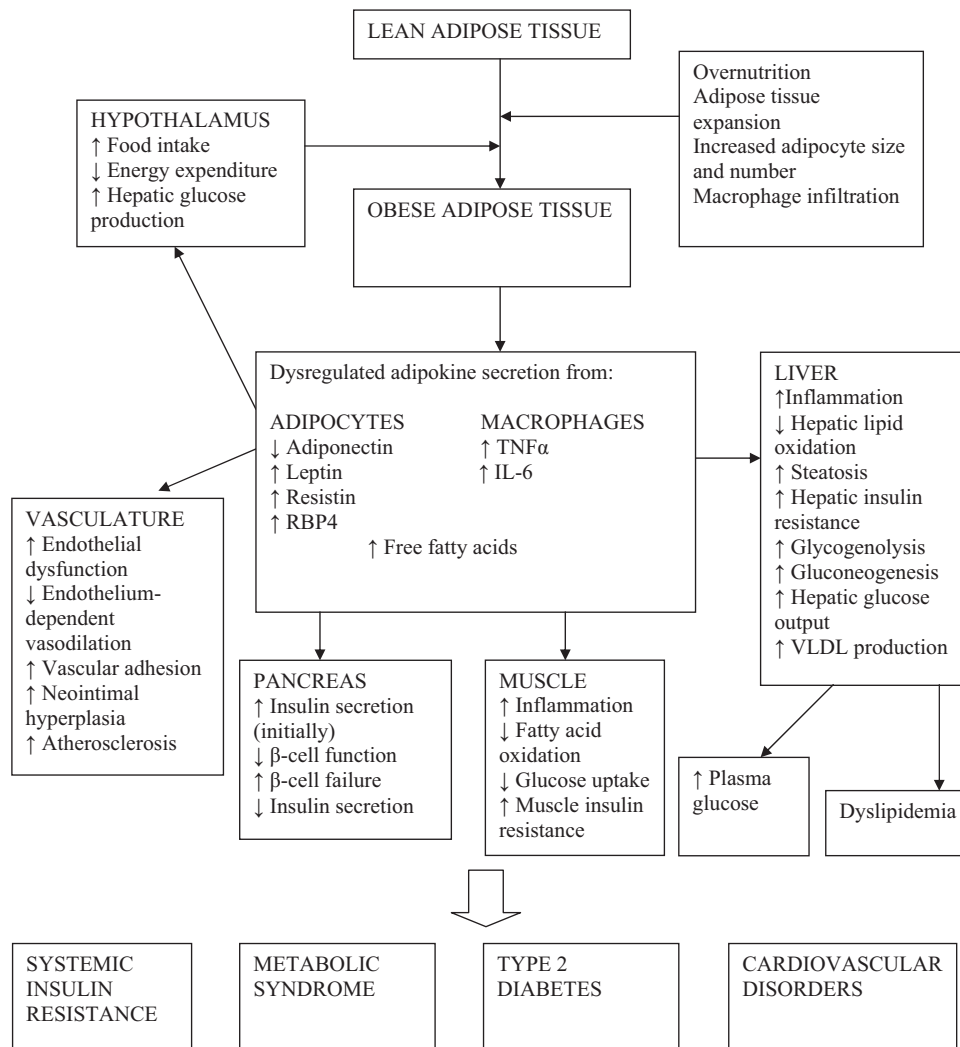 LEAN ADIPOSE TISSUE
Overnutrition
Adipose tissue
expansion
Increased adipocyte size
and number
Macrophage infiltration
HYPOTHALAMUS
↑ Food intake
↓ Energy expenditure
↑ Hepatic glucose
production
OBESE ADIPOSE TISSUE
Dysregulated adipokine secretion from:
ADIPOCYTES
↓ Adiponectin
↑ Leptin
↑ Resistin
↑ RBP4
MACROPHAGES
↑ TNFα
↑ IL-6
↑ Free fatty acids
LIVER
↑Inflammation
↓ Hepatic lipid
oxidation
↑ Steatosis
↑ Hepatic insulin
resistance
↑ Glycogenolysis
↑ Gluconeogenesis
↑ Hepatic glucose
output
↑ VLDL production
VASCULATURE
↑ Endothelial
dysfunction
↓ Endothelium-
dependent
vasodilation
↑ Vascular adhesion
↑ Neointimal
hyperplasia
↑ Atherosclerosis
PANCREAS
↑ Insulin secretion
(initially)
↓ β-cell function
↑ β-cell failure
↓ Insulin secretion
MUSCLE
↑ Inflammation
↓ Fatty acid
oxidation
↓ Glucose uptake
↑ Muscle insulin
resistance
↑ Plasma
glucose
Dyslipidemia
SYSTEMIC
INSULIN
RESISTANCE
METABOLIC
SYNDROME
TYPE 2
DIABETES
CARDIOVASCULAR
DISORDERS